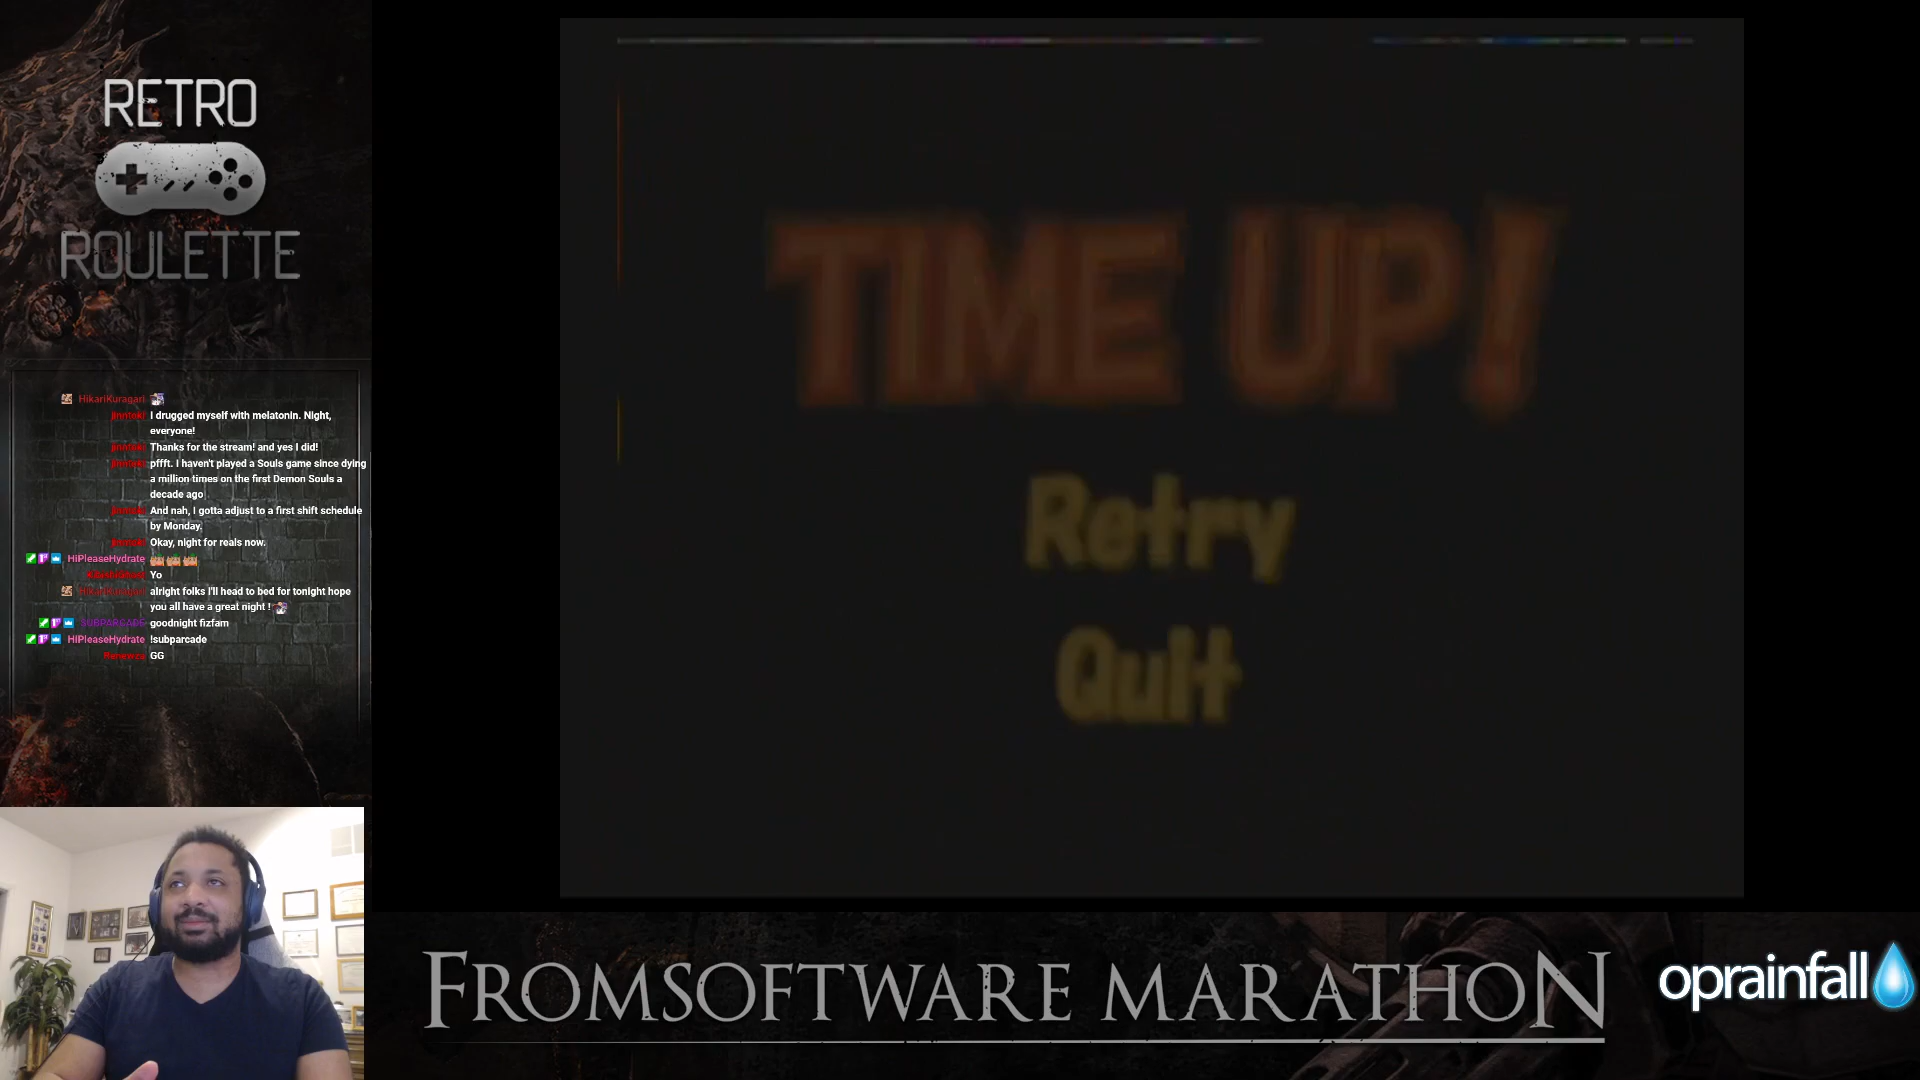 RETRO
ROULETTE
HikariKuragari
I drugged myself with melatonin. Night,
everyone!
Thanks for the stream! and yes I did!
pffft. I haven't played a Souls game since dying
a million times on the first Demon Souls a
decade ago
And nah, I gotta adjust to a first shift schedule
by Monday.
Okay, night for reals now.
HiPleaseHydrate
Yo
HikariKuragari alright folks i'll head to bed for tonight hope
you all have a great night !
SUBPARCADE goodnight fizfam
HiPleaseHydrate !subparcade
GG
TIME UP!
Retry
Quit
FROMSOFTWARE MARATHON
oprainfall